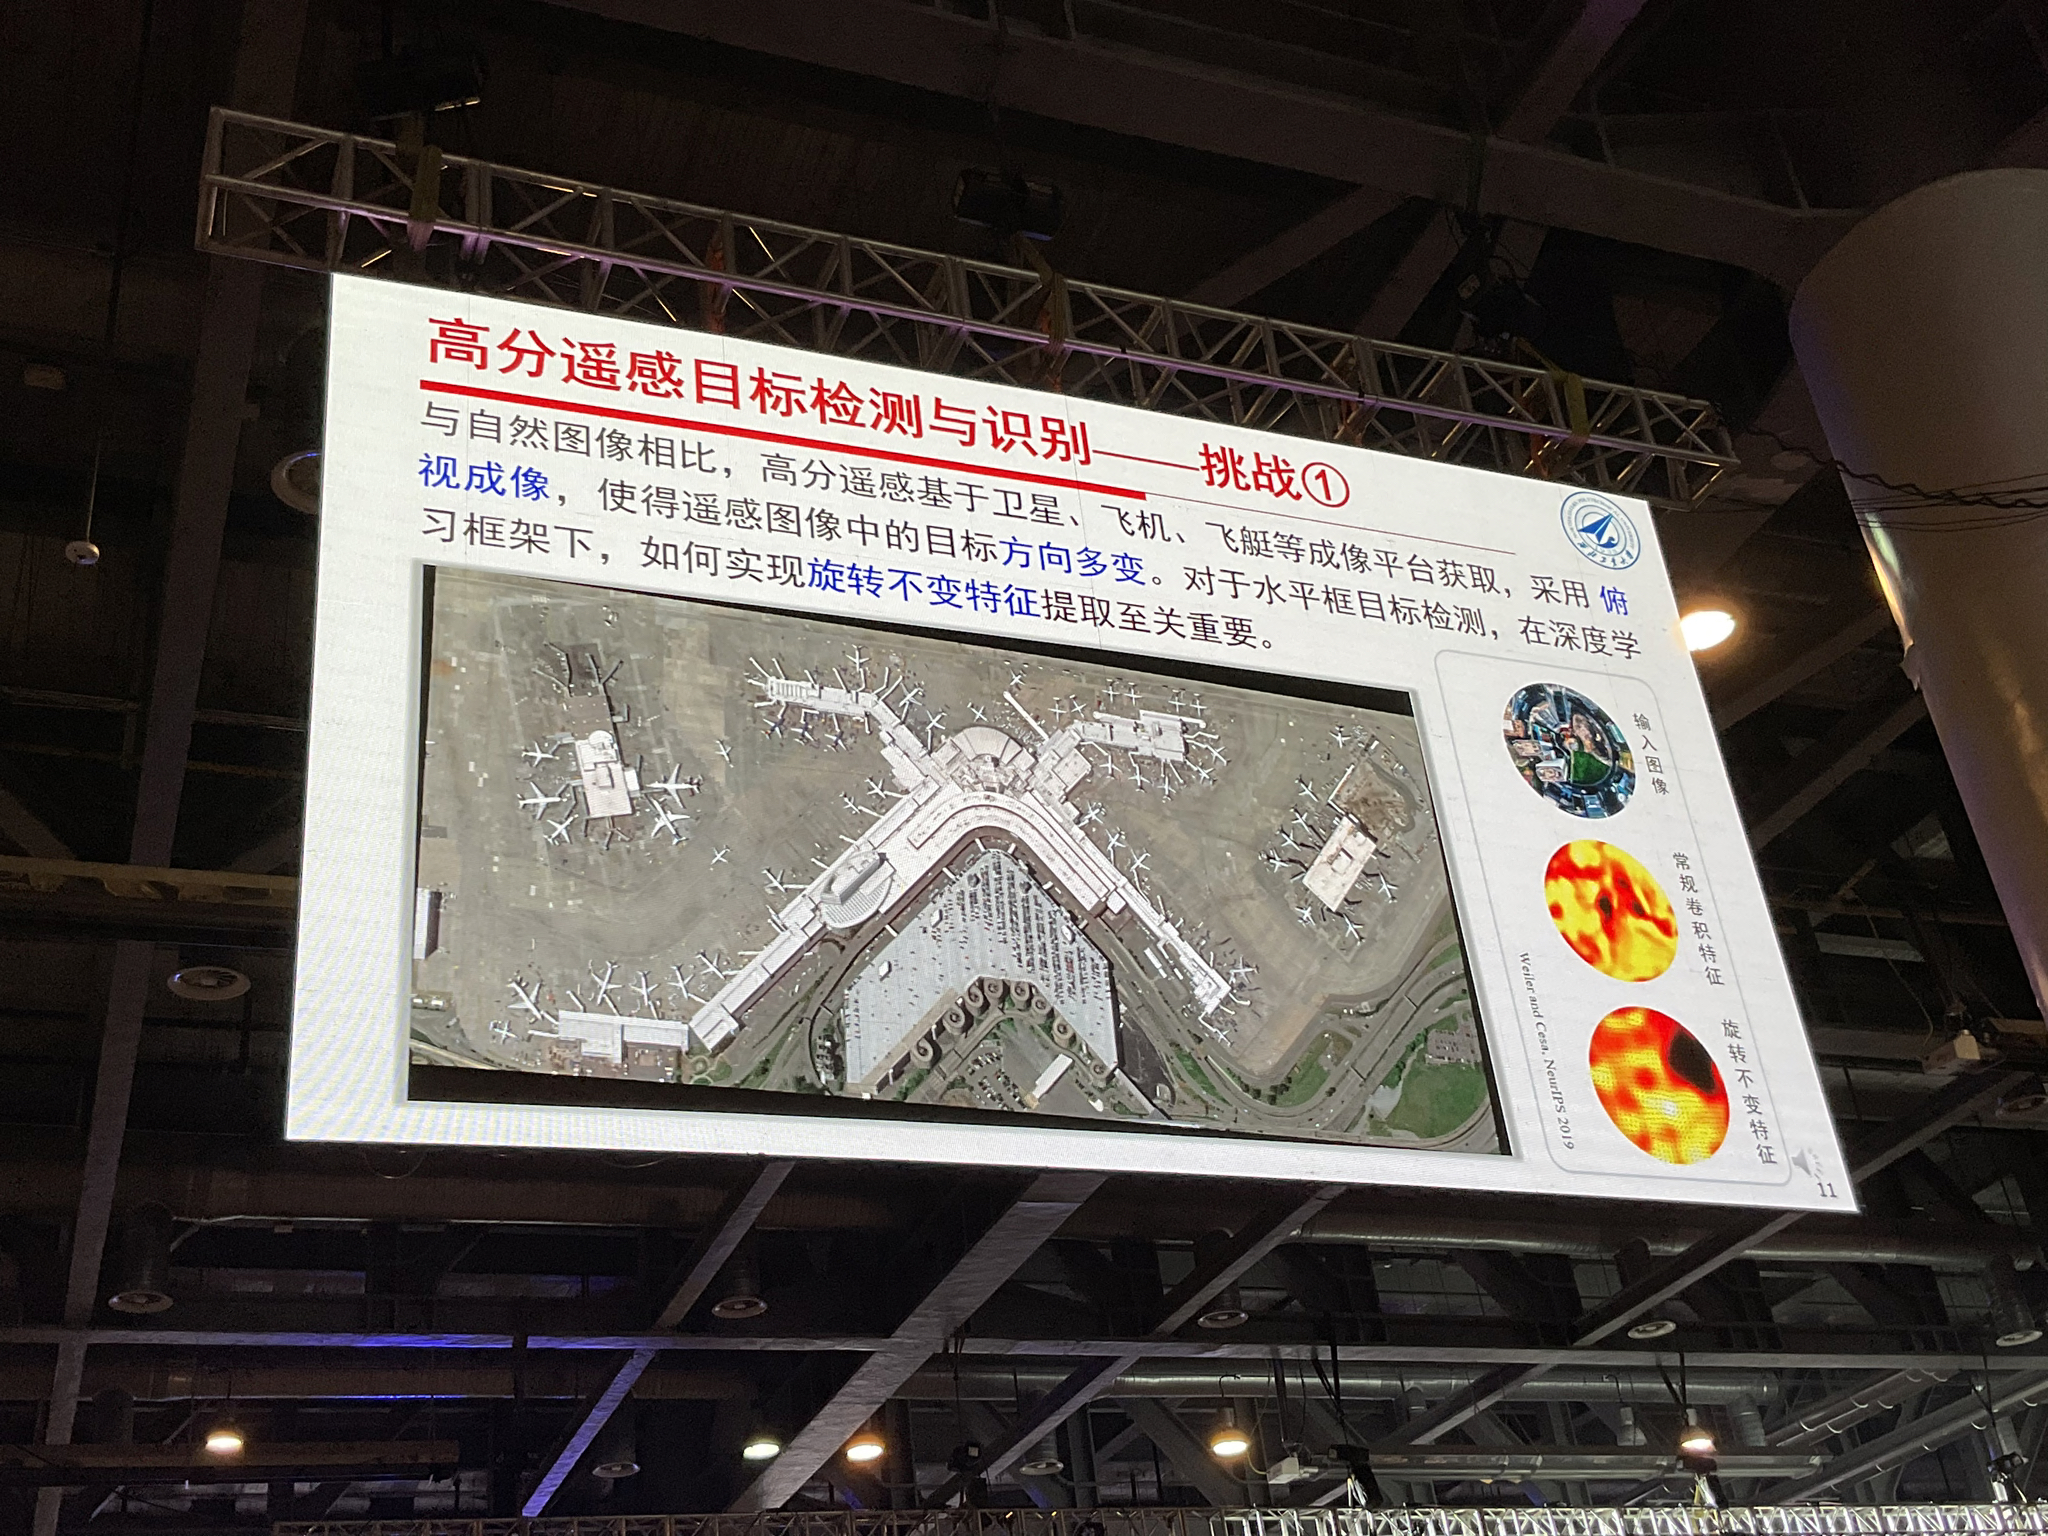 高分遥感目标检测与识别——挑战①
与自然图像相比，高分遥感基于卫星、飞机、飞艇等成像平台获取，采用 俯
视成像，使得遥感图像中的目标方向多变。对于水平框目标检测，在深度学
习框架下，如何实现旋转不变特征提取至关重要。
输入图像
常规卷积特征
旋转不变特征
Weiler and Cesa, NeurIPS 2019
11